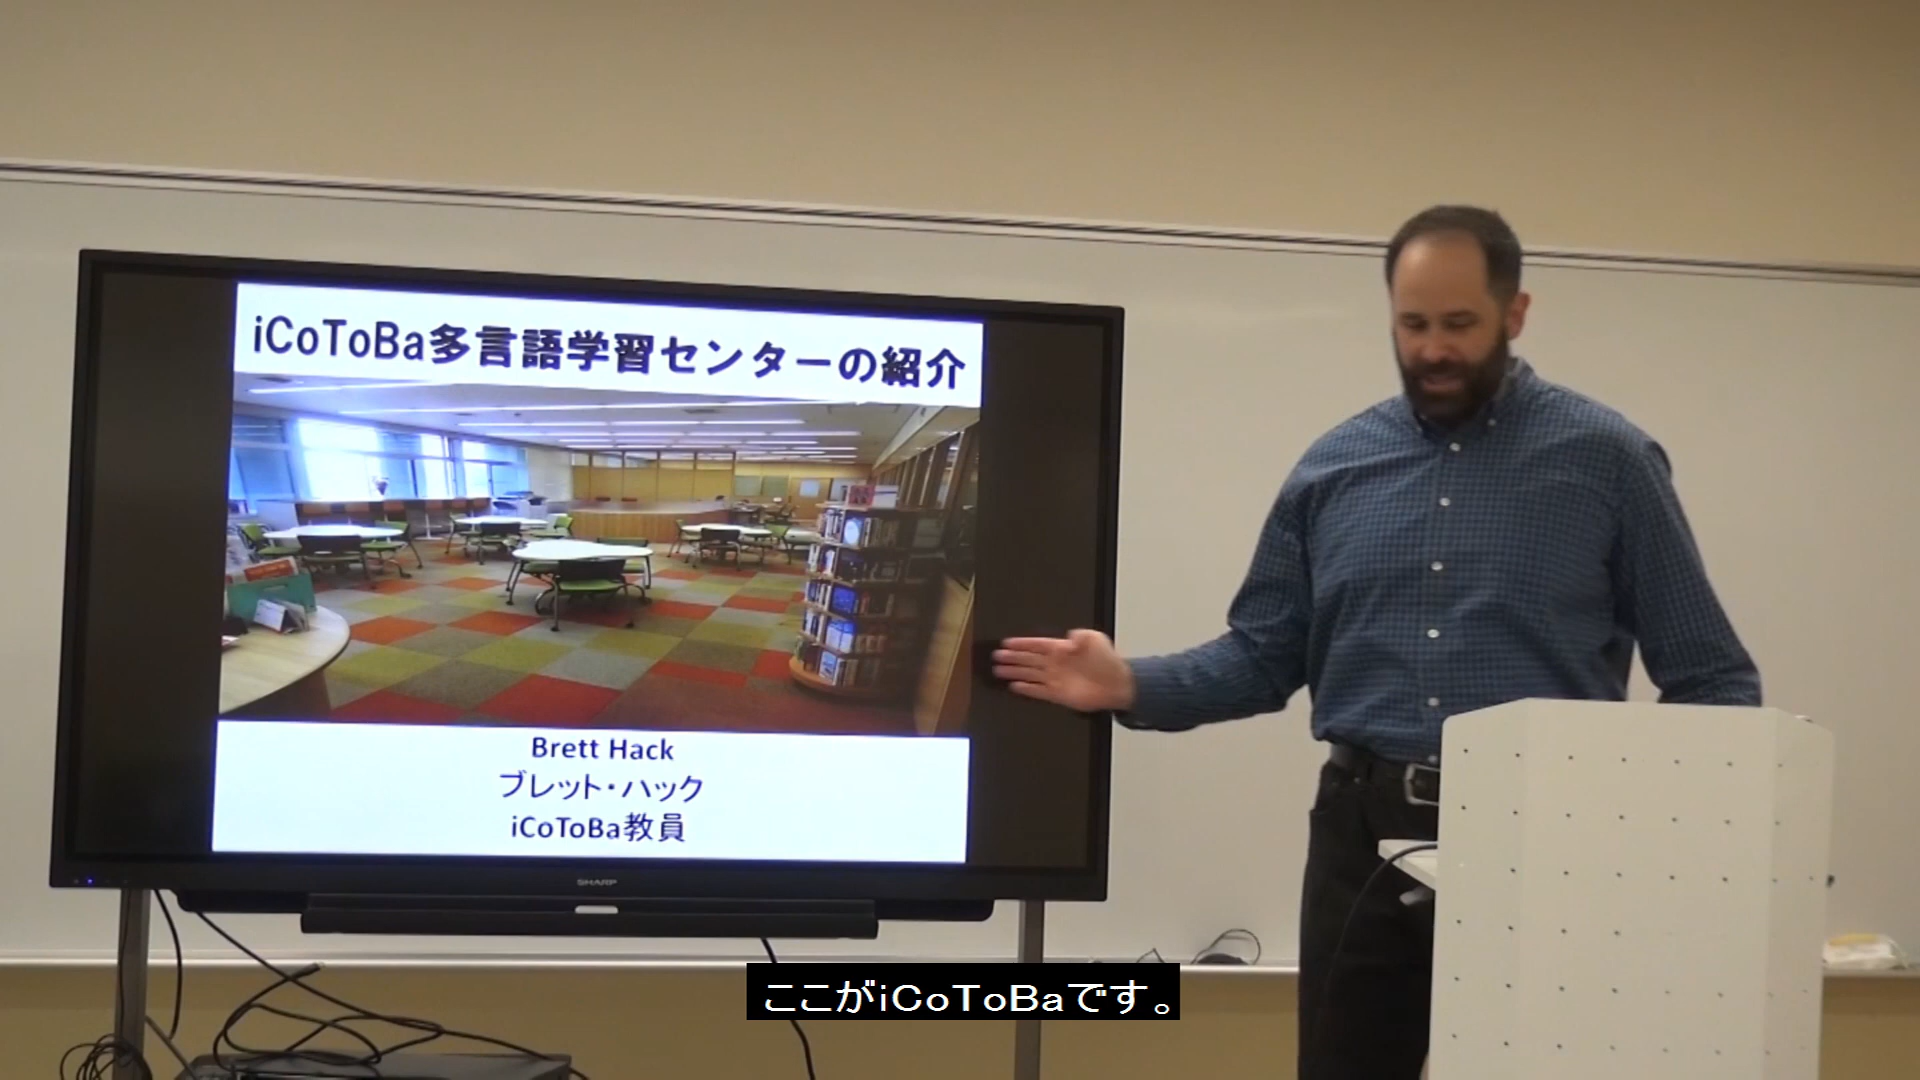 iCoToBa多言語学習センターの紹介
Brett Hack
ブレット・ハック
iCoToBa教員
SHARP
ここがiCoToBaです。